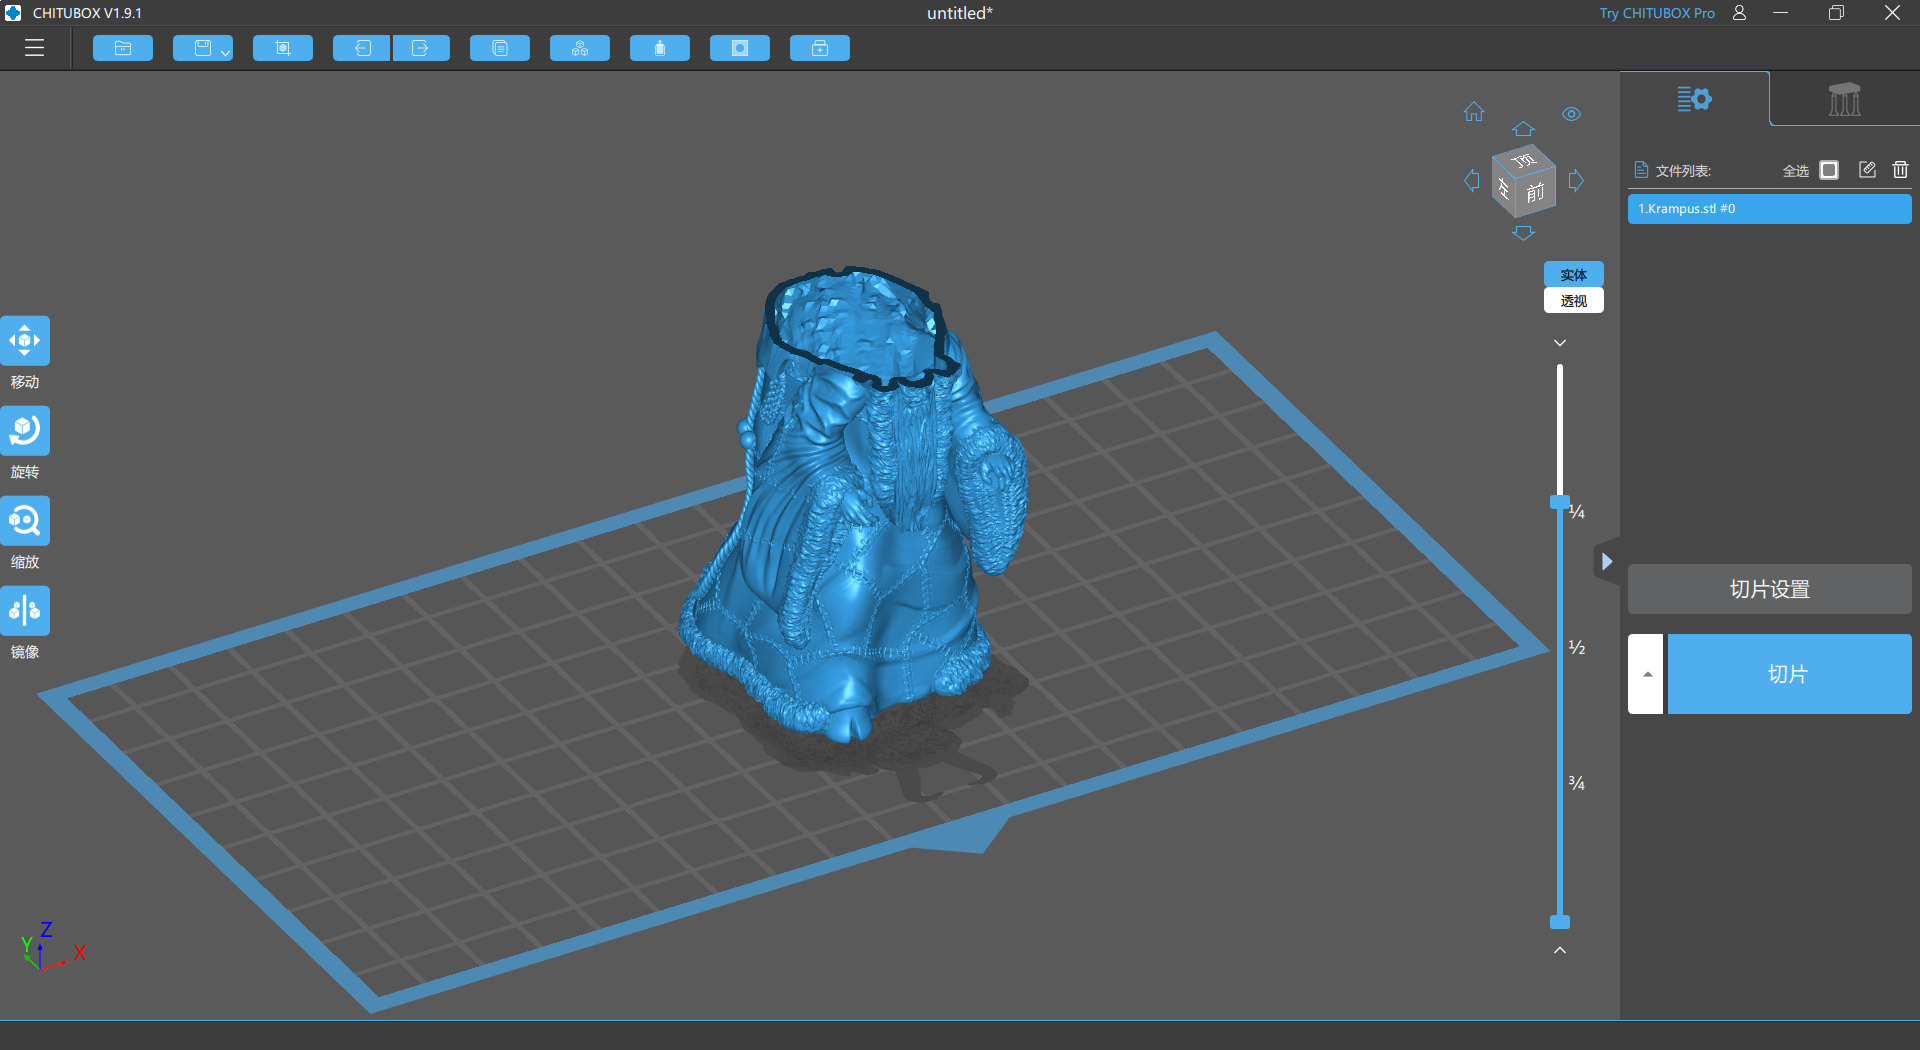 CHITUBOX V1.9.1
untitled*
Try CHITUBOX Pro
顶
左
前
文件列表:
全选
1.Krampus.stl #0
实体
透视
移动
旋转
缩放
镜像
¼
½
¾
切片设置
切片
Z
Y
X